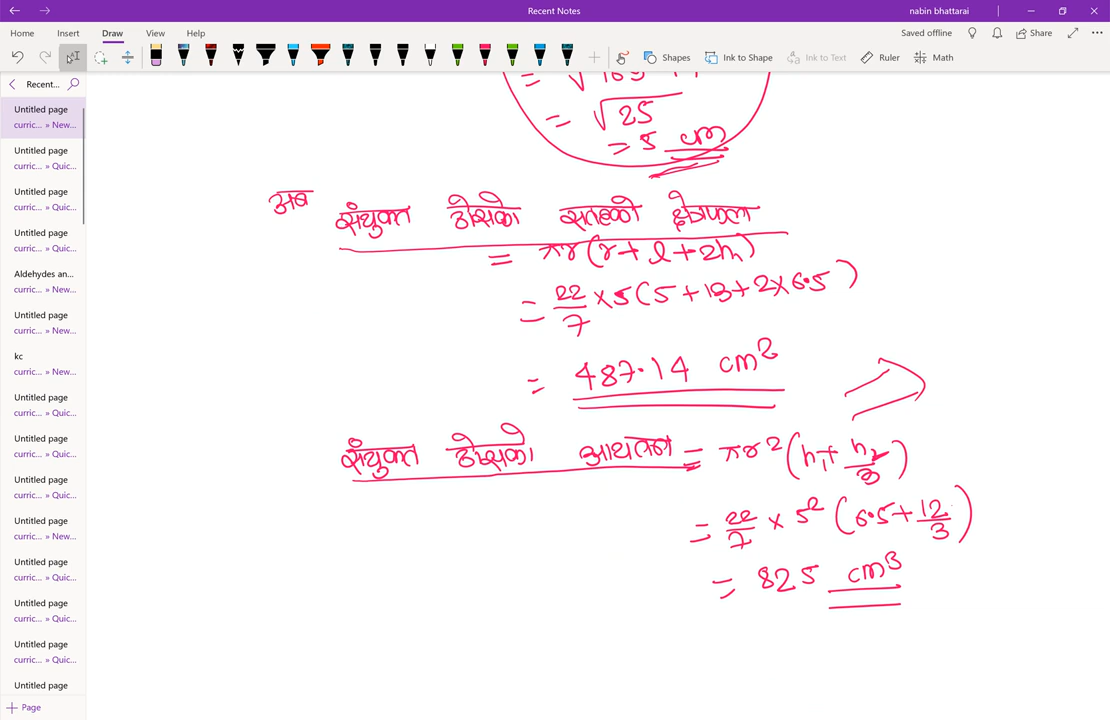 Recent Notes
nabin bhattarai
Home Insert Draw View Help
Saved offline
Share
Shapes
Ink to Shape
Ink to Text
Ruler
Math
Recent...
Untitled page
curric... » New...
Untitled page
curric... » Quic...
Untitled page
curric... » Quic...
Untitled page
curric... » Quic...
Aldehydes an...
curric... » Quic...
Untitled page
curric... » New...
kc
curric... » New...
Untitled page
curric... » Quic...
Untitled page
curric... » Quic...
Untitled page
curric... » Quic...
Untitled page
curric... » New...
Untitled page
curric... » Quic...
Untitled page
curric... » Quic...
Untitled page
curric... » Quic...
Untitled page
+ Page
= √25
= 5 cm
अब
संयुक्त ठोसको सतहको क्षेत्रफल
= πr(r+l+2h)
= 22/7 × 5(5+13+2×6.5)
= 487.14 cm²
संयुक्त ठोसको आयतन = πr²(h₁+h₂/3)
= 22/7 × 5² (6.5+12/3)
= 825 cm³